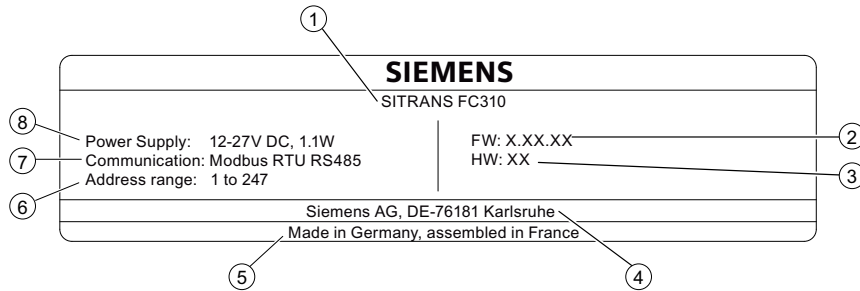 1
SIEMENS
SITRANS FC310
8
Power Supply: 12-27V DC, 1.1W
FW: X.XX.XX
2
7
Communication: Modbus RTU RS485
HW: XX
3
6
Address range: 1 to 247
Siemens AG, DE-76181 Karlsruhe
Made in Germany, assembled in France
5
4